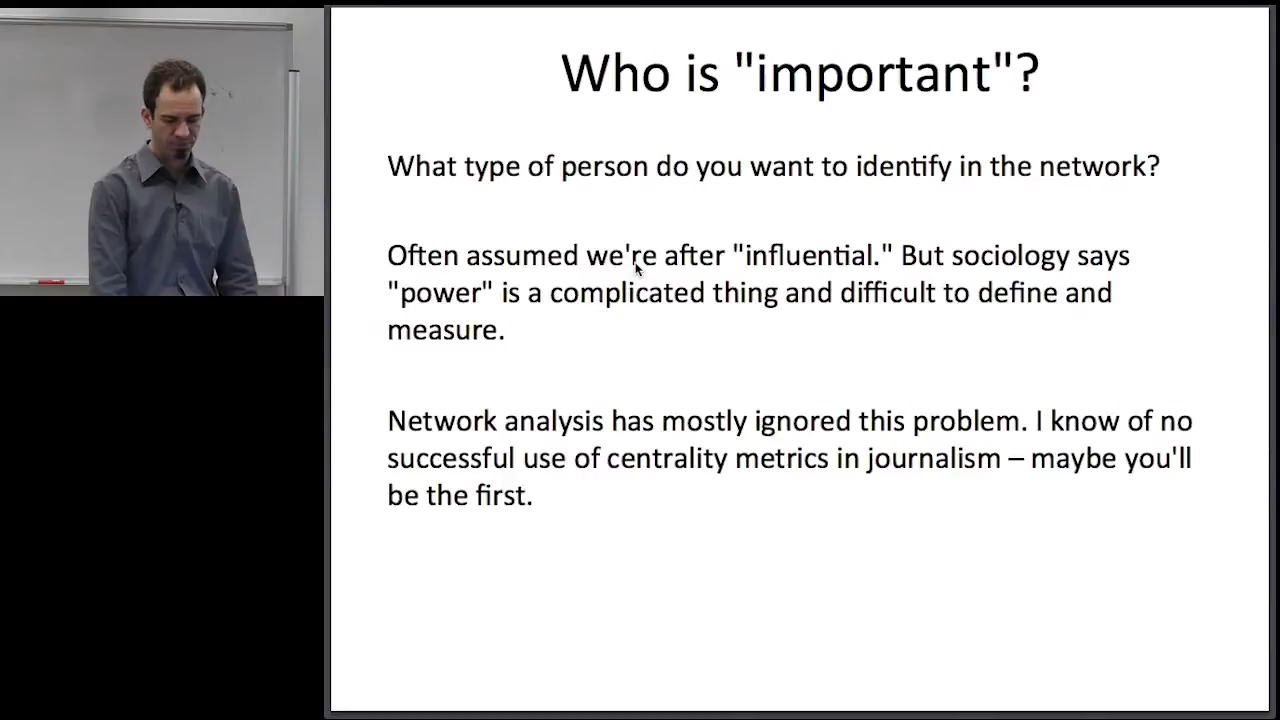 Who is "important"?
What type of person do you want to identify in the network?
Often assumed we're after "influential." But sociology says
"power" is a complicated thing and difficult to define and
measure.
Network analysis has mostly ignored this problem. I know of no
successful use of centrality metrics in journalism – maybe you'll
be the first.